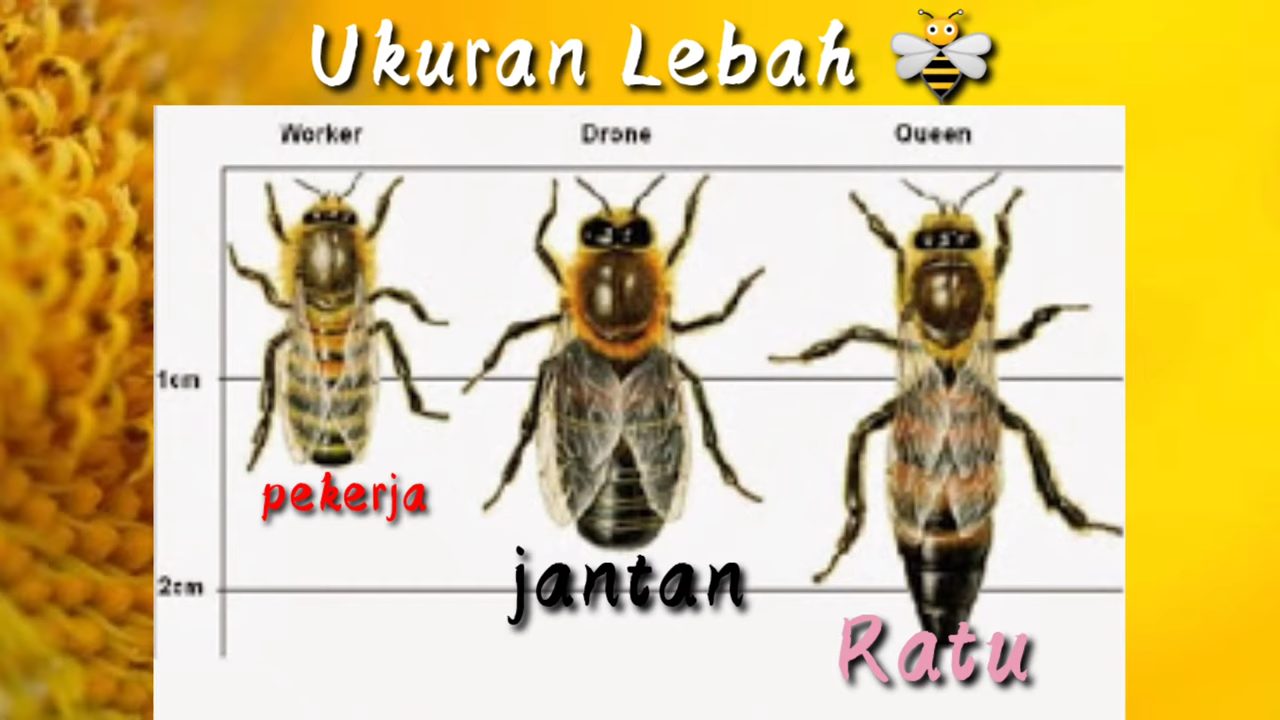 Ukuran Lebah
Worker Drone Queen
1cm
pekerja
jantan
2cm
Ratu